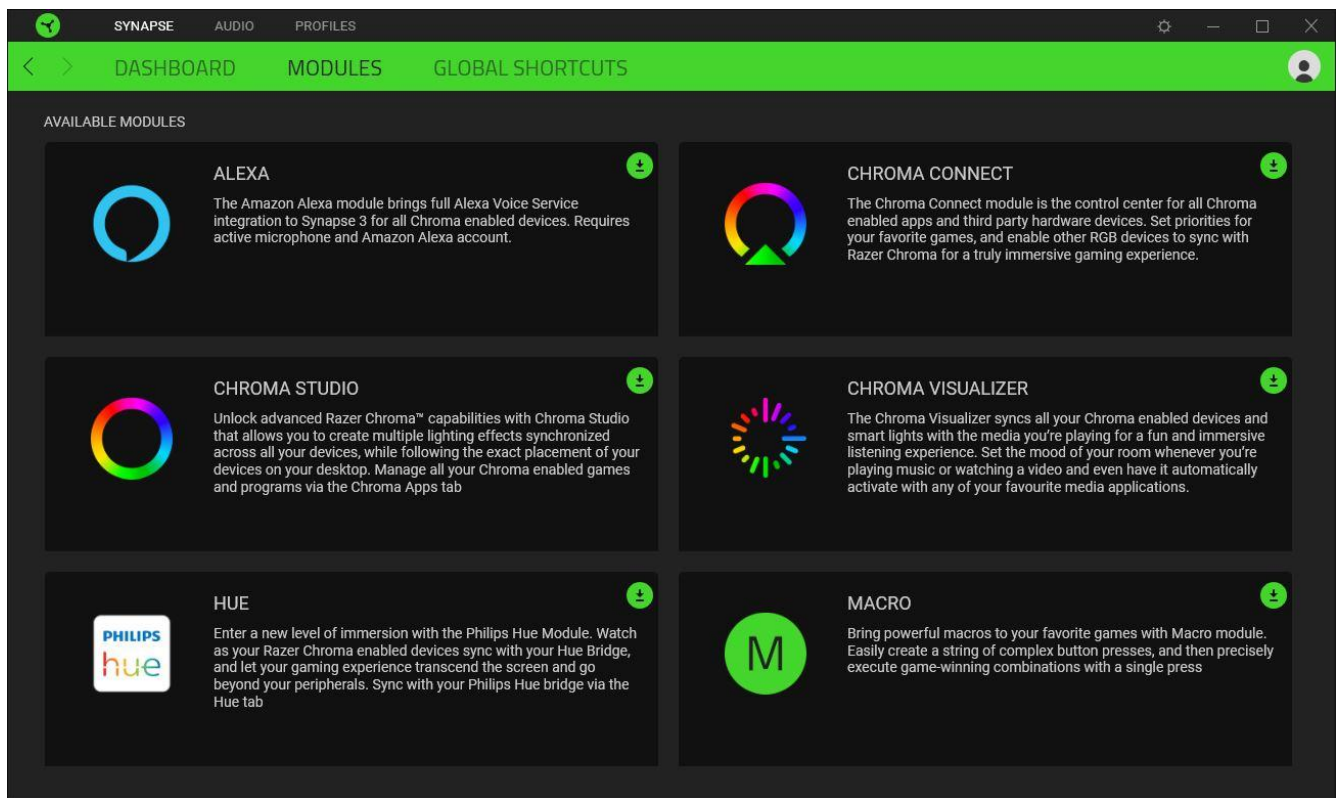 SYNAPSE AUDIO PROFILES
DASHBOARD MODULES GLOBAL SHORTCUTS
AVAILABLE MODULES
ALEXA
The Amazon Alexa module brings full Alexa Voice Service
integration to Synapse 3 for all Chroma enabled devices. Requires
active microphone and Amazon Alexa account.
CHROMA CONNECT
The Chroma Connect module is the control center for all Chroma
enabled apps and third party hardware devices. Set priorities for
your favorite games, and enable other RGB devices to sync with
Razer Chroma for a truly immersive gaming experience.
CHROMA STUDIO
Unlock advanced Razer Chroma™ capabilities with Chroma Studio
that allows you to create multiple lighting effects synchronized
across all your devices, while following the exact placement of your
devices on your desktop. Manage all your Chroma enabled games
and programs via the Chroma Apps tab
CHROMA VISUALIZER
The Chroma Visualizer syncs all your Chroma enabled devices and
smart lights with the media you're playing for a fun and immersive
listening experience. Set the mood of your room whenever you're
playing music or watching a video and even have it automatically
activate with any of your favourite media applications.
PHILIPS
hue
HUE
Enter a new level of immersion with the Philips Hue Module. Watch
as your Razer Chroma enabled devices sync with your Hue Bridge,
and let your gaming experience transcend the screen and go
beyond your peripherals. Sync with your Philips Hue bridge via the
Hue tab
M
MACRO
Bring powerful macros to your favorite games with Macro module.
Easily create a string of complex button presses, and then precisely
execute game-winning combinations with a single press